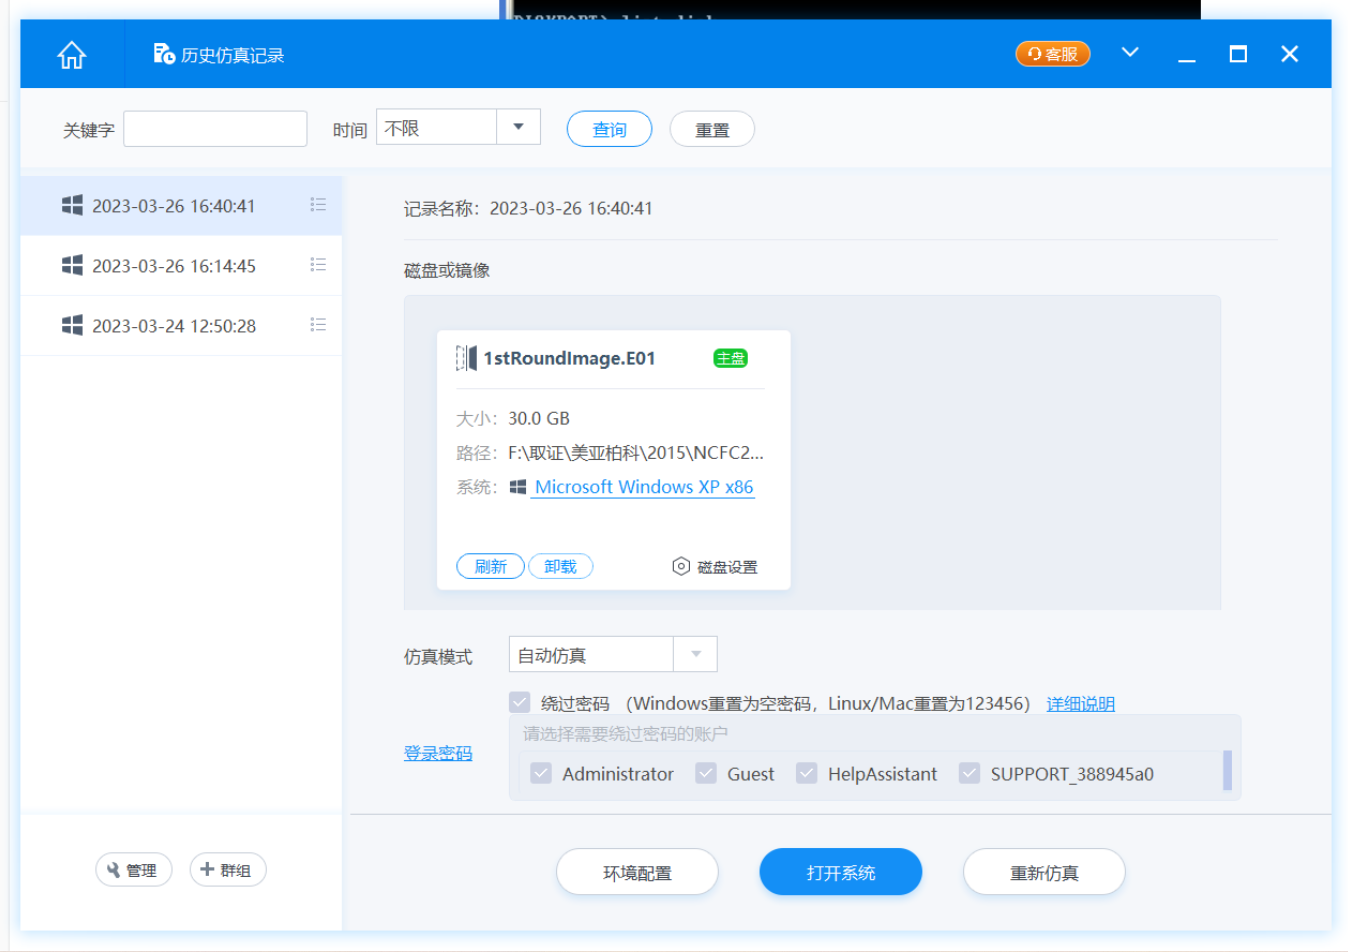 DISKPART> list disk
历史仿真记录
客服
关键字
时间 不限
查询
重置
2023-03-26 16:40:41
2023-03-26 16:14:45
2023-03-24 12:50:28
记录名称：2023-03-26 16:40:41
磁盘或镜像
1stRoundImage.E01
主盘
大小：30.0 GB
路径：F:\取证\美亚柏科\2015\NCFC2...
系统：Microsoft Windows XP x86
刷新
卸载
磁盘设置
仿真模式
自动仿真
绕过密码 （Windows重置为空密码，Linux/Mac重置为123456） 详细说明
请选择需要绕过密码的账户
登录密码
Administrator
Guest
HelpAssistant
SUPPORT_388945a0
管理
群组
环境配置
打开系统
重新仿真